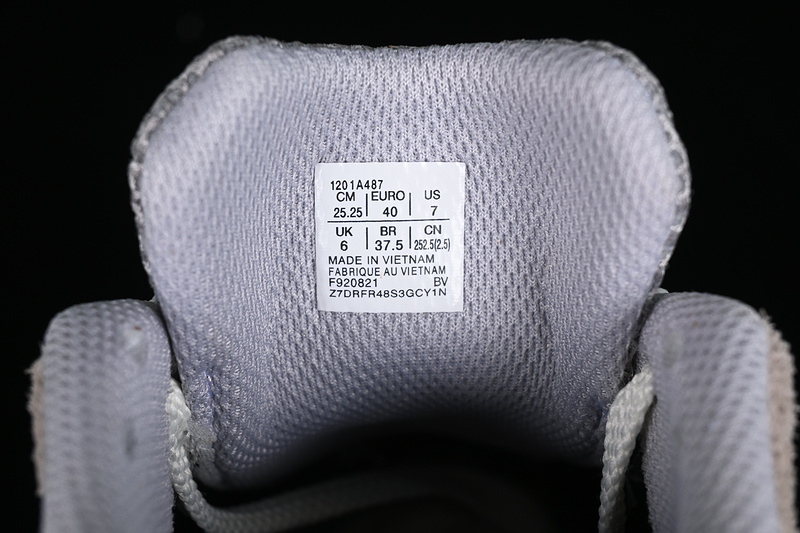 1201A487
CM EURO US
25.25 40 7
UK BR CN
6 37.5 252.5(2.5)
MADE IN VIETNAM
FABRIQUE AU VIETNAM
F920821 BV
Z7DRFR48S3GCY1N